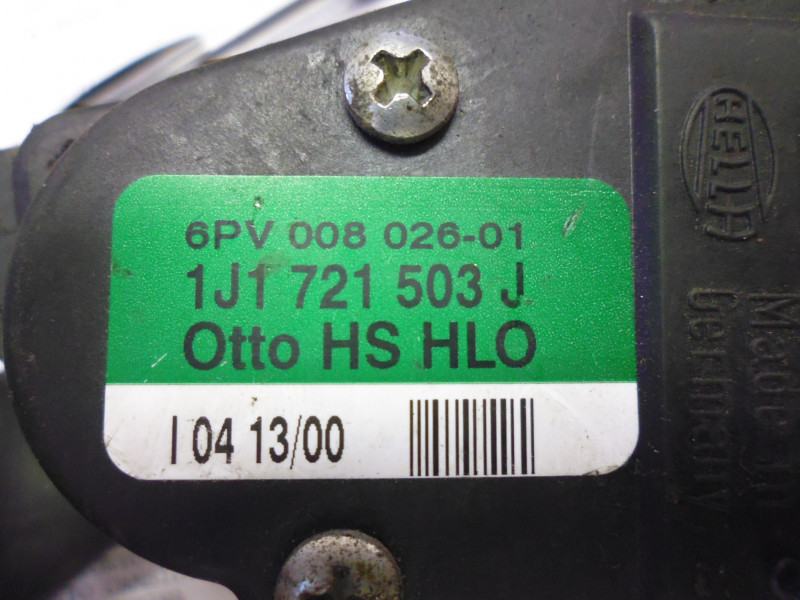 6PV 008 026-01
1J1 721 503 J
Otto HS HLO
I 04 13/00
HELLA
Made in
Germany